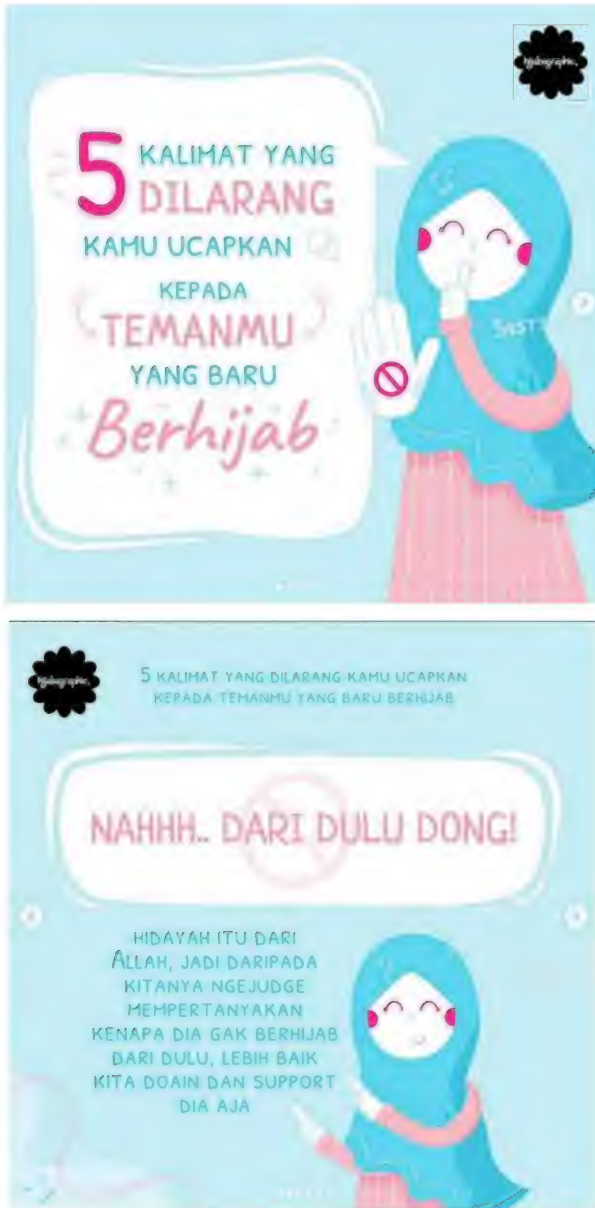 hijabographic.
5 KALIMAT YANG
DILARANG
KAMU UCAPKAN
KEPADA
TEMANMU
YANG BARU
Berhijab
hijabographic.
5 KALIMAT YANG DILARANG KAMU UCAPKAN
KEPADA TEMANMU YANG BARU BERHIJAB
NAHHH.. DARI DULU DONG!
HIDAYAH ITU DARI
ALLAH, JADI DARIPADA
KITANYA NGEJUDGE
MEMPERTANYAKAN
KENAPA DIA GAK BERHIJAB
DARI DULU, LEBIH BAIK
KITA DOAIN DAN SUPPORT
DIA AJA